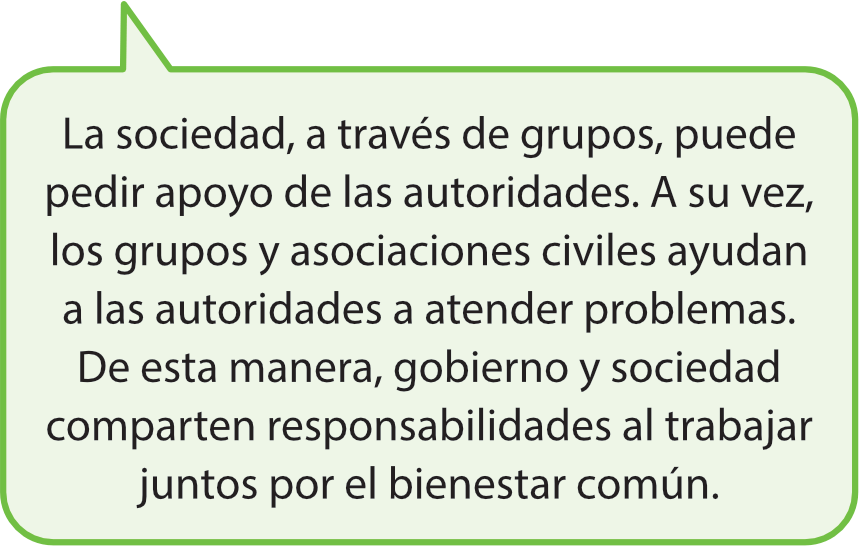 La sociedad, a través de grupos, puede
pedir apoyo de las autoridades. A su vez,
los grupos y asociaciones civiles ayudan
a las autoridades a atender problemas.
De esta manera, gobierno y sociedad
comparten responsabilidades al trabajar
juntos por el bienestar común.